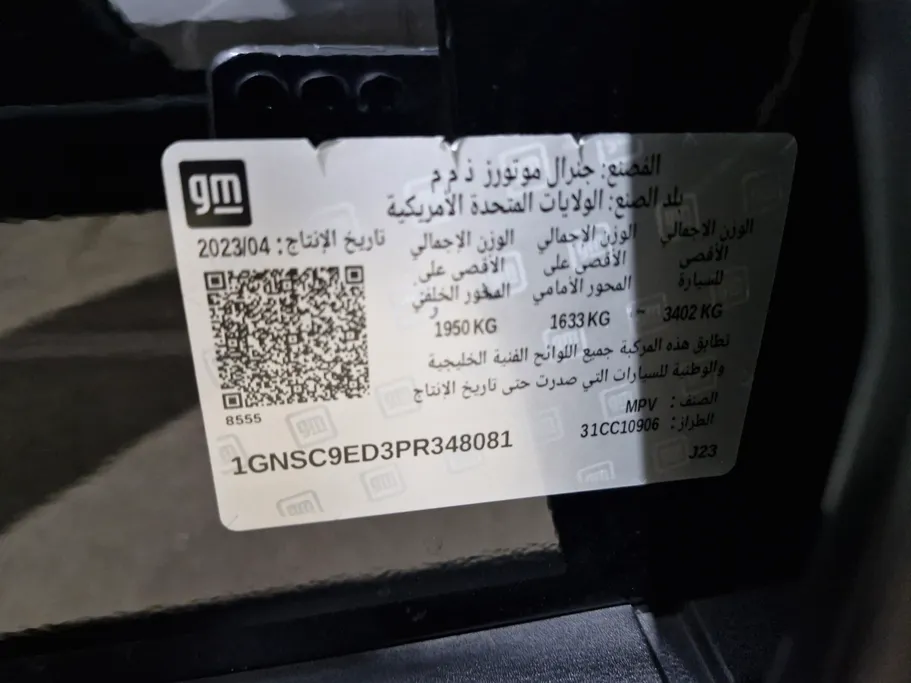 gm
المُصنع: جنرال موتورز ذ م م
بلد الصنع: الولايات المتحدة الأمريكية
تاريخ الإنتاج: 2023/04
الوزن الإجمالي الأقصى للسيارة
3402 KG
الوزن الإجمالي الأقصى على المحور الأمامي
1633 KG
الوزن الإجمالي الأقصى على المحور الخلفي
1950 KG
تطابق هذه المركبة جميع اللوائح الفنية الخليجية
والوطنية للسيارات التي صدرت حتى تاريخ الإنتاج
الصنف: MPV
الطراز: 31CC10906
J23
8555
1GNSC9ED3PR348081